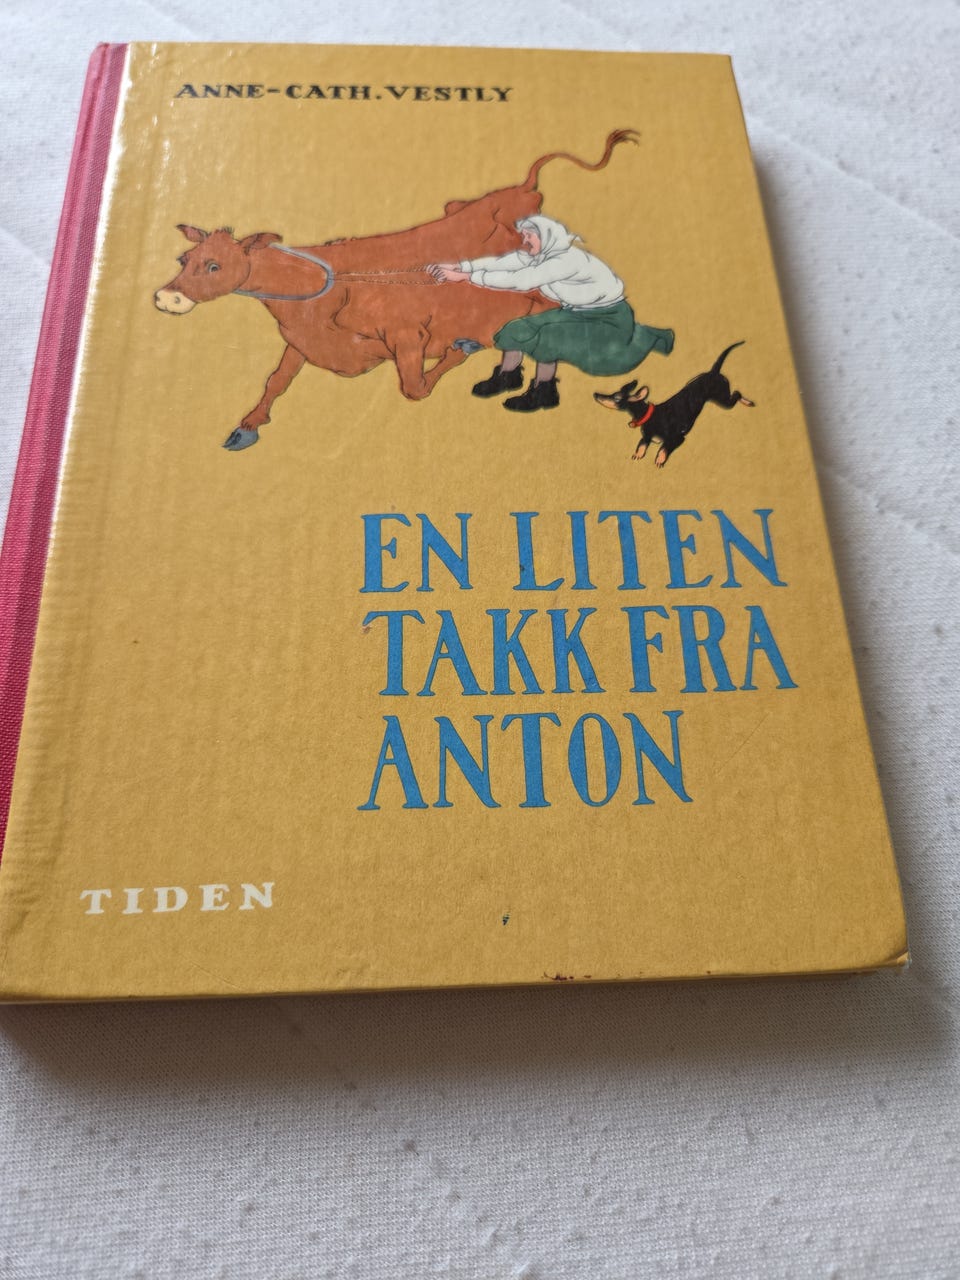 ANNE-CATH. VESTLY
EN LITEN
TAKK FRA
ANTON
TIDEN